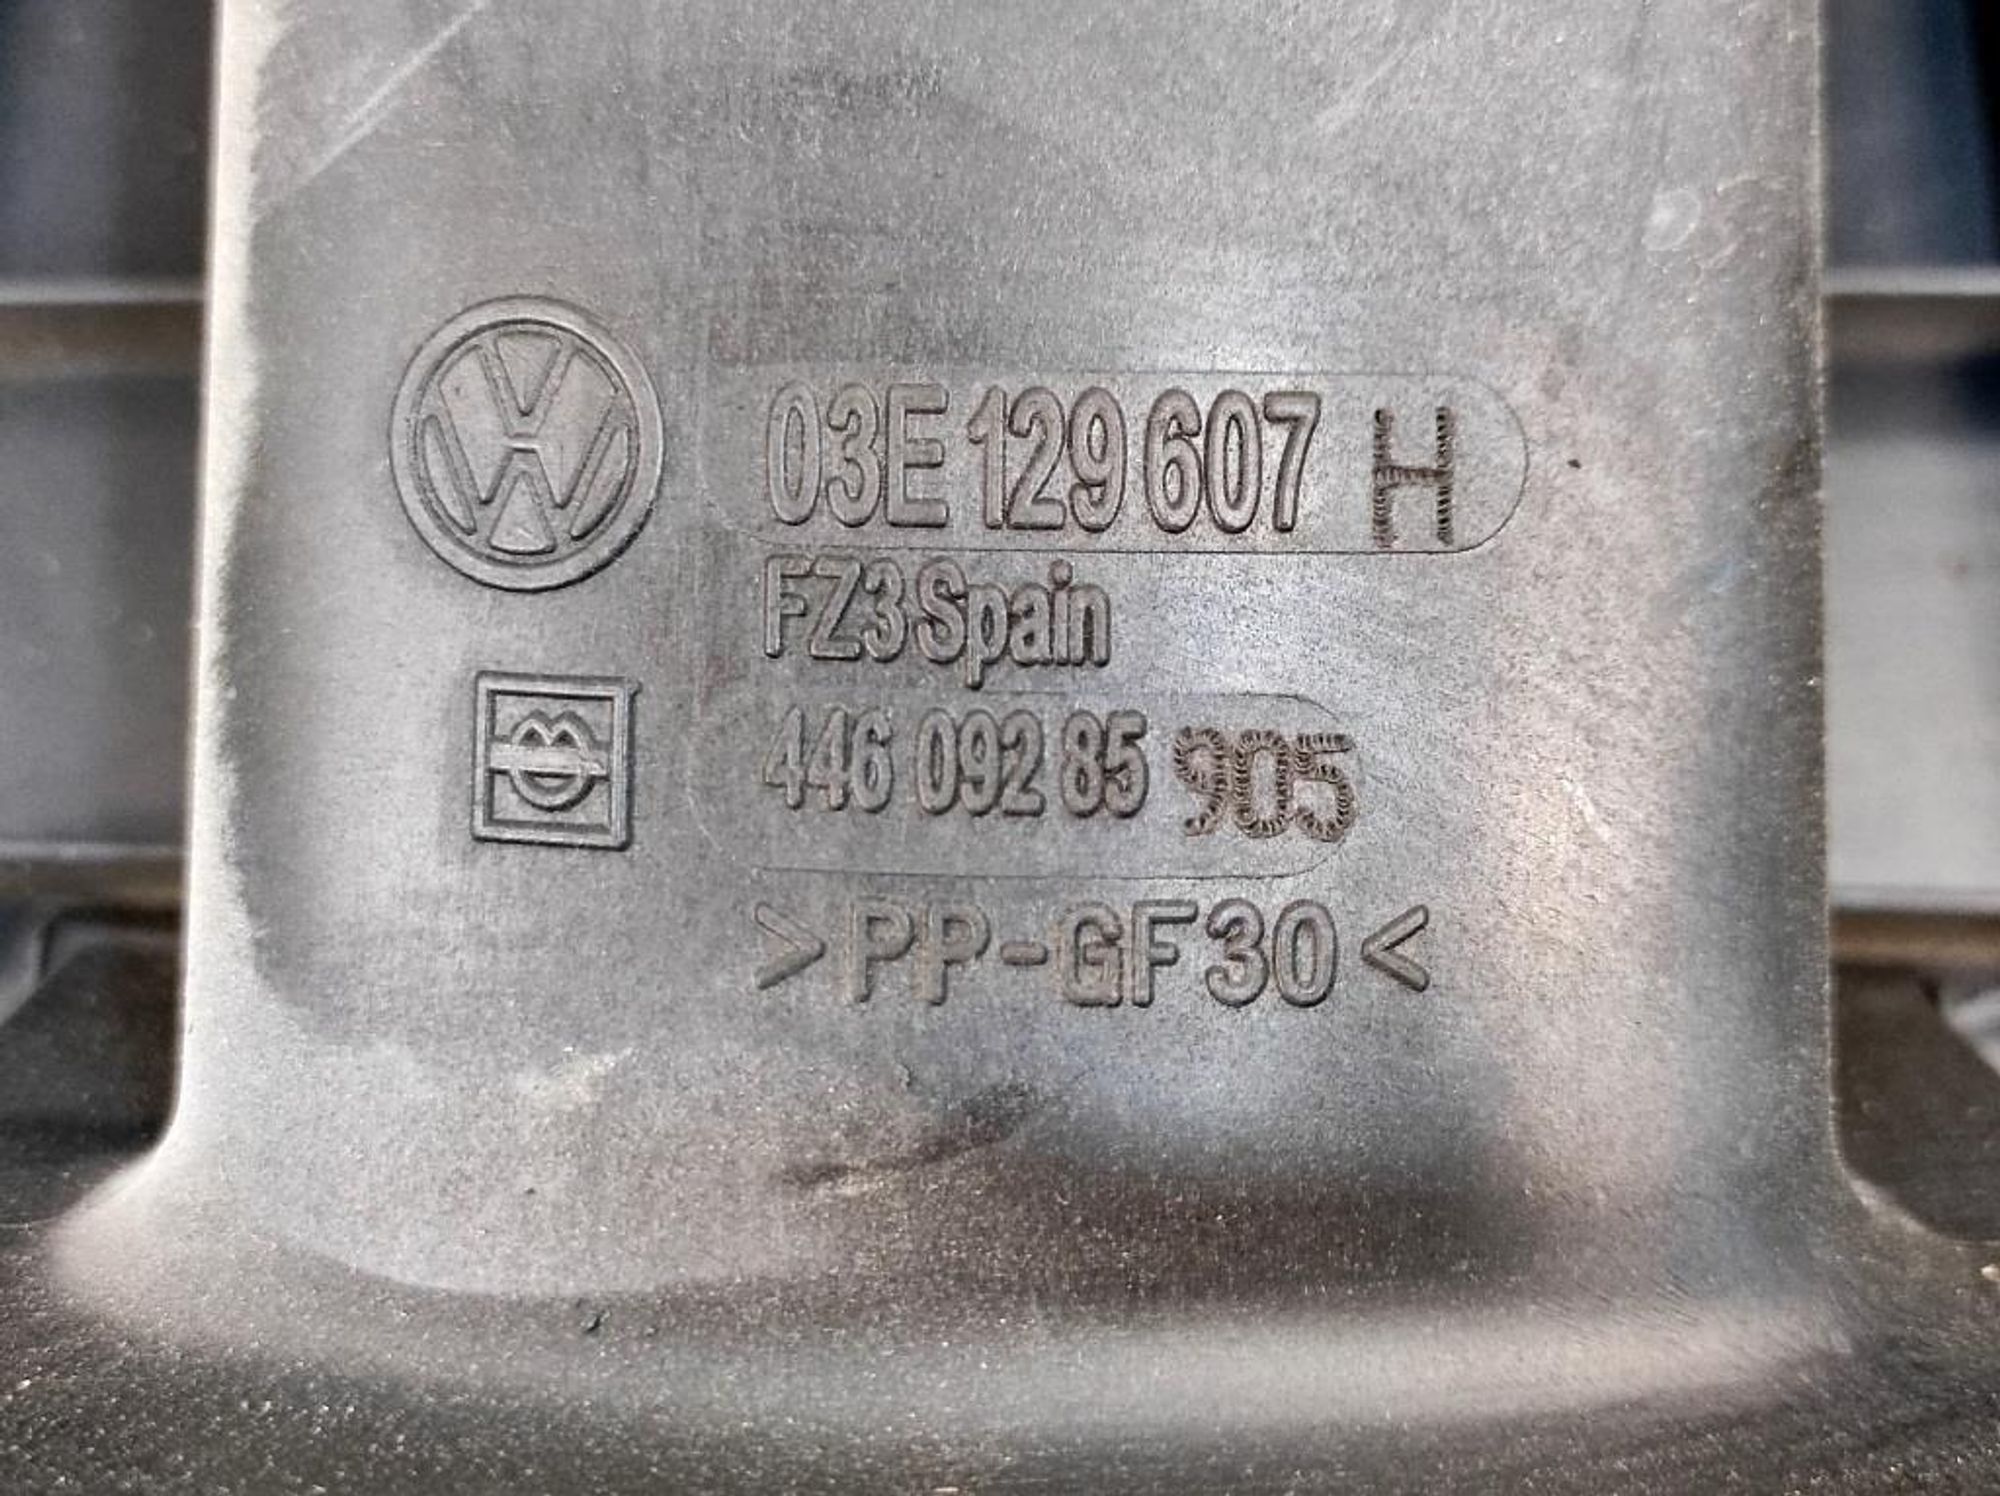 03E 129 607 H
FZ3 Spain
446 092 85 905
>PP-GF30<